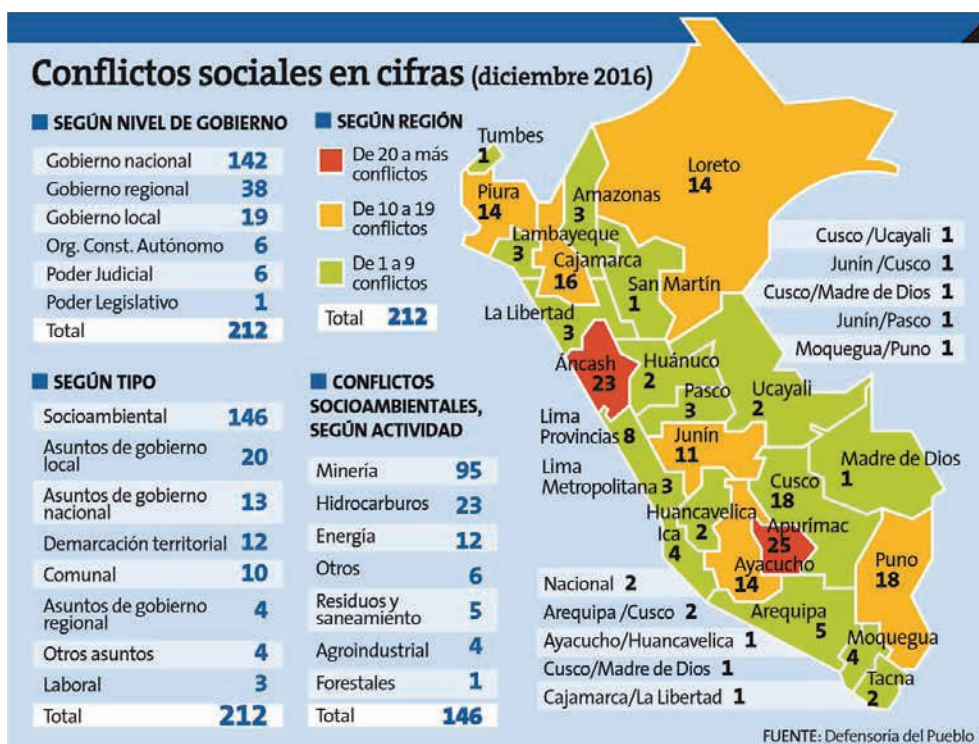 Conflictos sociales en cifras (diciembre 2016)
SEGÚN NIVEL DE GOBIERNO
Gobierno nacional 142
Gobierno regional 38
Gobierno local 19
Org. Const. Autónomo 6
Poder Judicial 6
Poder Legislativo 1
Total 212
SEGÚN TIPO
Socioambiental 146
Asuntos de gobierno
local 20
Asuntos de gobierno
nacional 13
Demarcación territorial 12
Comunal 10
Asuntos de gobierno
regional 4
Otros asuntos 4
Laboral 3
Total 212
SEGÚN REGIÓN
De 20 a más
conflictos
De 10 a 19
conflictos
De 1 a 9
conflictos
Total 212
CONFLICTOS
SOCIOAMBIENTALES,
SEGÚN ACTIVIDAD
Minería 95
Hidrocarburos 23
Energía 12
Otros 6
Residuos y
saneamiento 5
Agroindustrial 4
Forestales 1
Total 146
Tumbes
1
Piura
14
Amazonas
3
Loreto
14
Lambayeque
3
Cajamarca
16
San Martín
1
La Libertad
3
Áncash
23
Huánuco
2
Pasco
3
Ucayali
2
Lima
Provincias 8
Junín
11
Lima
Metropolitana 3
Cusco
18
Madre de Dios
1
Huancavelica
2
Ica
4
Apurímac
25
Ayacucho
14
Puno
18
Arequipa
5
Moquegua
4
Tacna
2
Cusco /Ucayali 1
Junín /Cusco 1
Cusco/Madre de Dios 1
Junín/Pasco 1
Moquegua/Puno 1
Nacional 2
Arequipa /Cusco 2
Ayacucho/Huancavelica 1
Cusco/Madre de Dios 1
Cajamarca/La Libertad 1
FUENTE: Defensoría del Pueblo